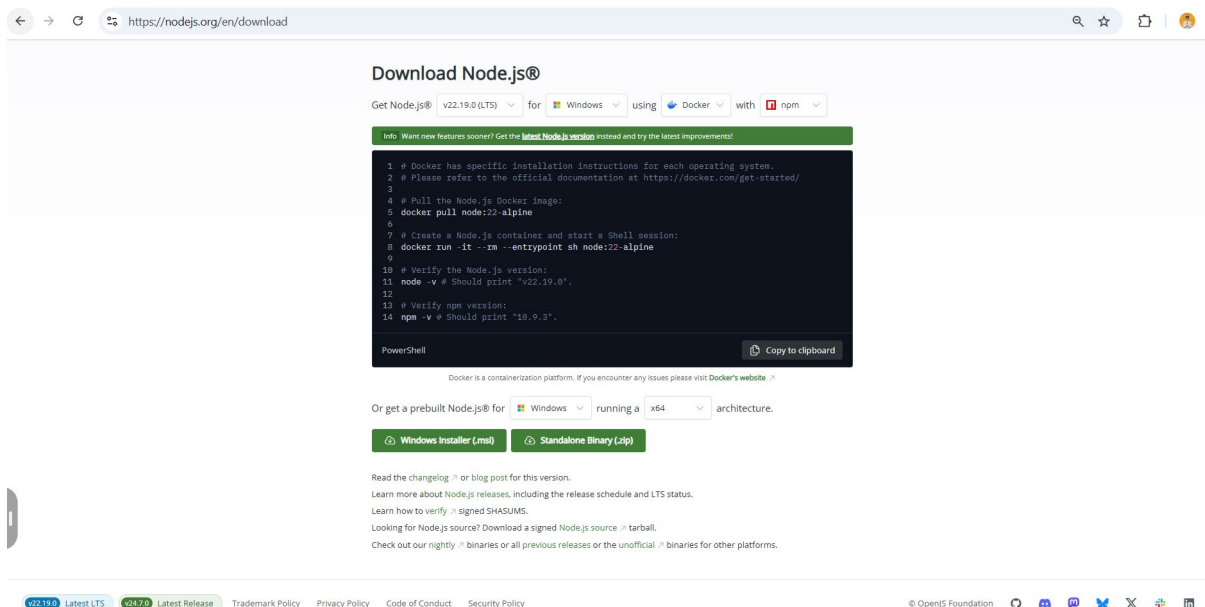 https://nodejs.org/en/download
Download Node.js®
Get Node.js® v22.19.0 (LTS) for Windows using Docker with npm
Info Want new features sooner? Get the latest Node.js version instead and try the latest improvements!
1 # Docker has specific installation instructions for each operating system.
2 # Please refer to the official documentation at https://docker.com/get-started/
3
4 # Pull the Node.js Docker image:
5 docker pull node:22-alpine
6
7 # Create a Node.js container and start a Shell session:
8 docker run -it --rm --entrypoint sh node:22-alpine
9
10 # Verify the Node.js version:
11 node -v # Should print "v22.19.0".
12
13 # Verify npm version:
14 npm -v # Should print "10.9.3".
PowerShell Copy to clipboard
Docker is a containerization platform. If you encounter any issues please visit Docker's website ↗
Or get a prebuilt Node.js® for Windows running a x64 architecture.
Windows Installer (.msi) Standalone Binary (.zip)
Read the changelog ↗ or blog post for this version.
Learn more about Node.js releases, including the release schedule and LTS status.
Learn how to verify ↗ signed SHASUMS.
Looking for Node.js source? Download a signed Node.js source ↗ tarball.
Check out our nightly ↗ binaries or all previous releases or the unofficial ↗ binaries for other platforms.
v22.19.0 Latest LTS v24.7.0 Latest Release Trademark Policy Privacy Policy Code of Conduct Security Policy © OpenJS Foundation